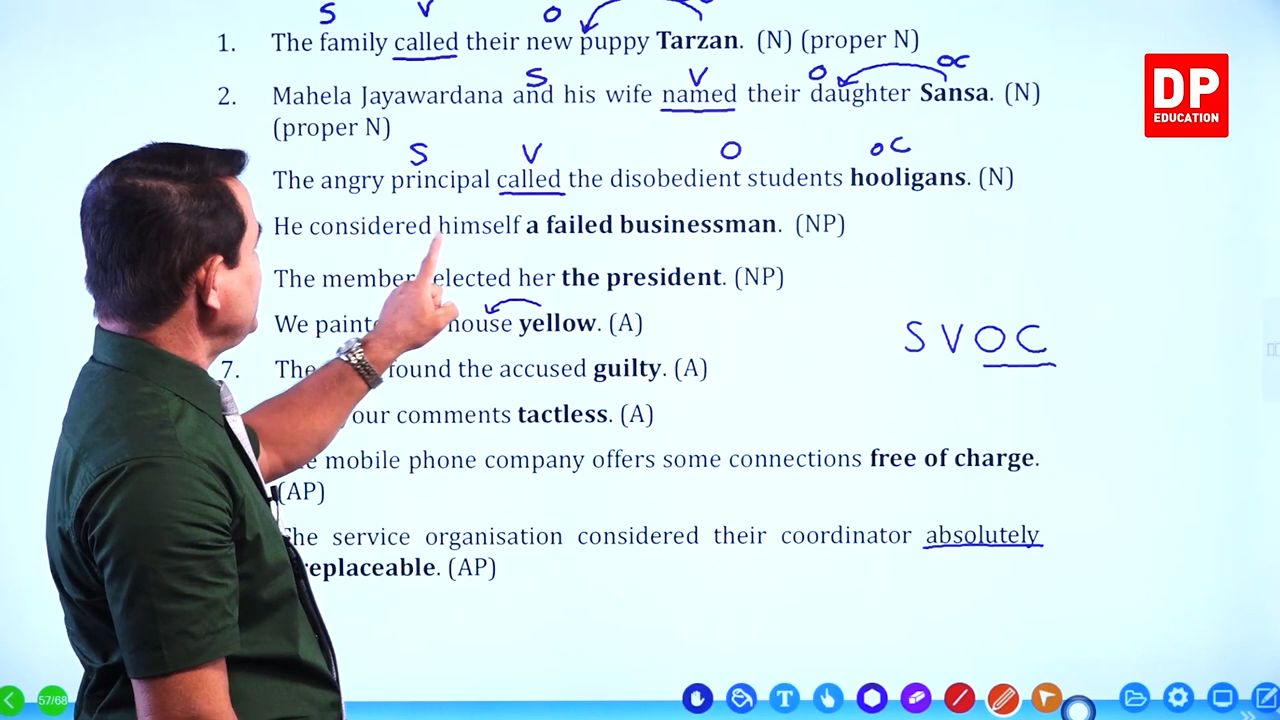 S V O
1. The family called their new puppy Tarzan. (N) (proper N)
S V O OC
2. Mahela Jayawardana and his wife named their daughter Sansa. (N)
(proper N)
S V O OC
The angry principal called the disobedient students hooligans. (N)
He considered himself a failed businessman. (NP)
The member elected her the president. (NP)
We house yellow. (A)
S V O C
7. The found the accused guilty. (A)
your comments tactless. (A)
mobile phone company offers some connections free of charge.
(AP)
The service organisation considered their coordinator absolutely
replaceable. (AP)
DP
EDUCATION
57/68
T